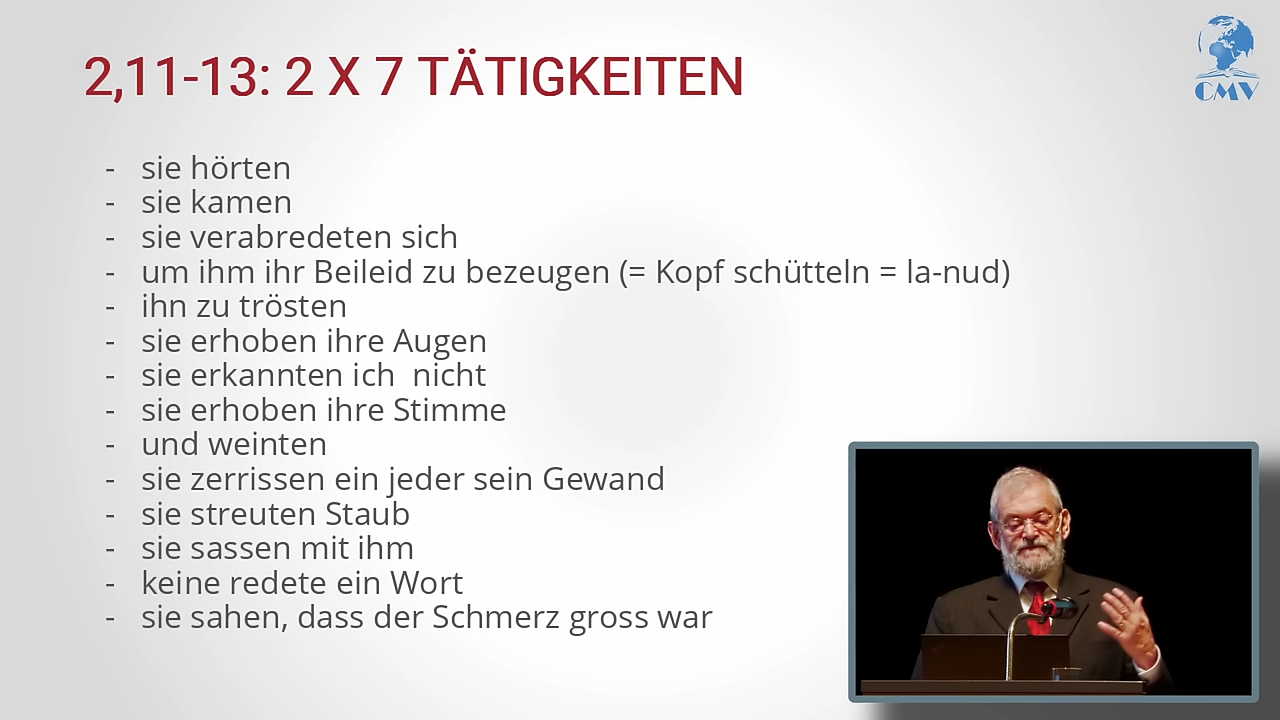 2,11-13: 2 X 7 TÄTIGKEITEN
CMV
- sie hörten
- sie kamen
- sie verabredeten sich
- um ihm ihr Beileid zu bezeugen (= Kopf schütteln = la-nud)
- ihn zu trösten
- sie erhoben ihre Augen
- sie erkannten ich  nicht
- sie erhoben ihre Stimme
- und weinten
- sie zerrissen ein jeder sein Gewand
- sie streuten Staub
- sie sassen mit ihm
- keine redete ein Wort
- sie sahen, dass der Schmerz gross war